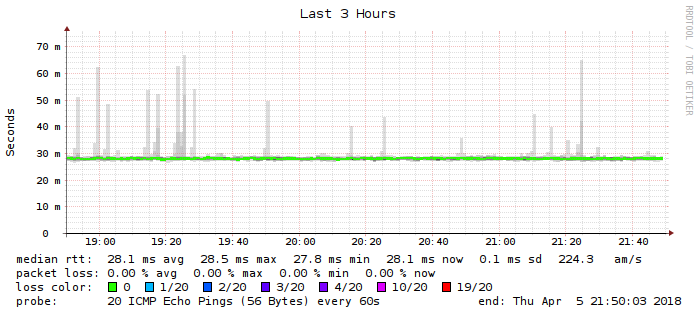 Last 3 Hours
RRDTOOL / TOBI OETIKER
Seconds
70 m
60 m
50 m
40 m
30 m
20 m
10 m
0
19:00 19:20 19:40 20:00 20:20 20:40 21:00 21:20 21:40
median rtt: 28.1 ms avg 28.5 ms max 27.8 ms min 28.1 ms now 0.1 ms sd 224.3 am/s
packet loss: 0.00 % avg 0.00 % max 0.00 % min 0.00 % now
loss color: 0 1/20 2/20 3/20 4/20 10/20 19/20
probe: 20 ICMP Echo Pings (56 Bytes) every 60s end: Thu Apr 5 21:50:03 2018